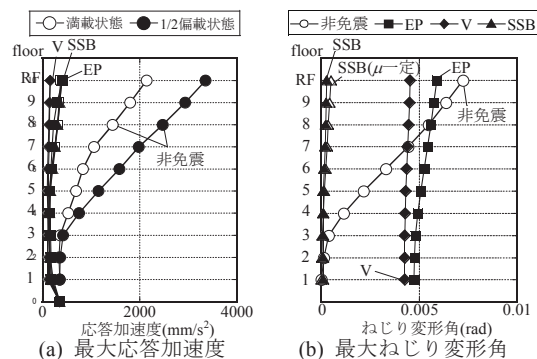 (a)
○ 満載状態
● 1/2偏載状態
floor V SSB
EP
RF
9
8
7
6
5
4
3
2
1
0
非免震
0 2000 4000
応答加速度(mm/s²)
(a) 最大応答加速度
(b)
非免震 EP V SSB
floor SSB
SSB(μ一定) EP
RF
9
8
7
6
5
4
3
2
1
非免震
V
0 0.005 0.01
ねじり変形角(rad)
(b) 最大ねじり変形角